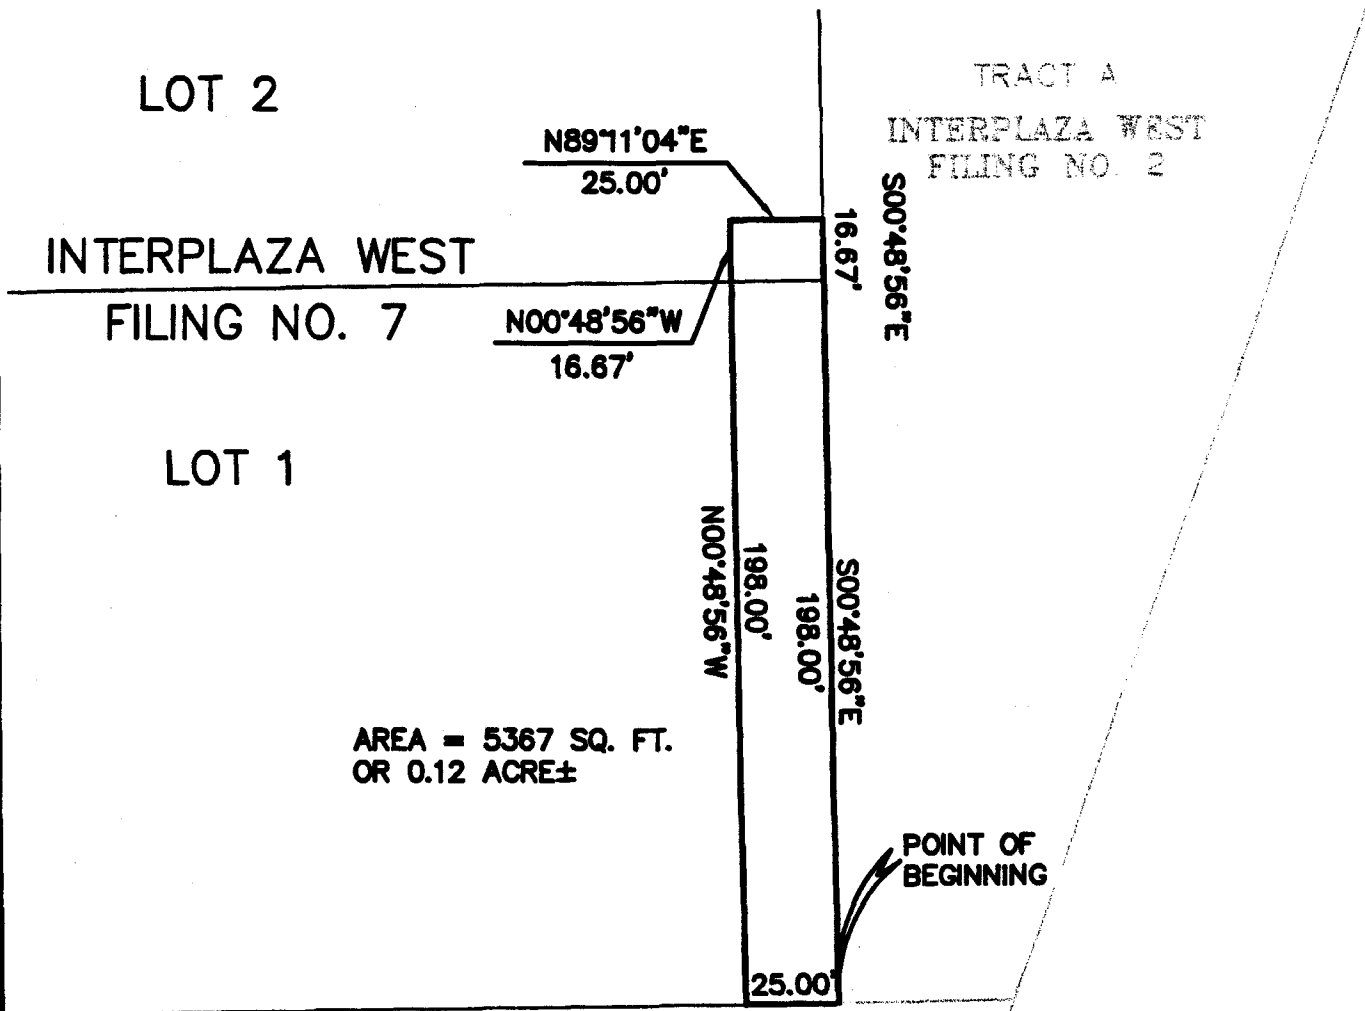 LOT 2
TRACT A
INTERPLAZA WEST
FILING NO. 2
N89°11'04"E
25.00'
S00°48'56"E
16.67'
INTERPLAZA WEST
FILING NO. 7
N00°48'56"W
16.67'
LOT 1
N00°48'56"W
198.00'
S00°48'56"E
198.00'
AREA = 5367 SQ. FT.
OR 0.12 ACRE±
POINT OF
BEGINNING
25.00'